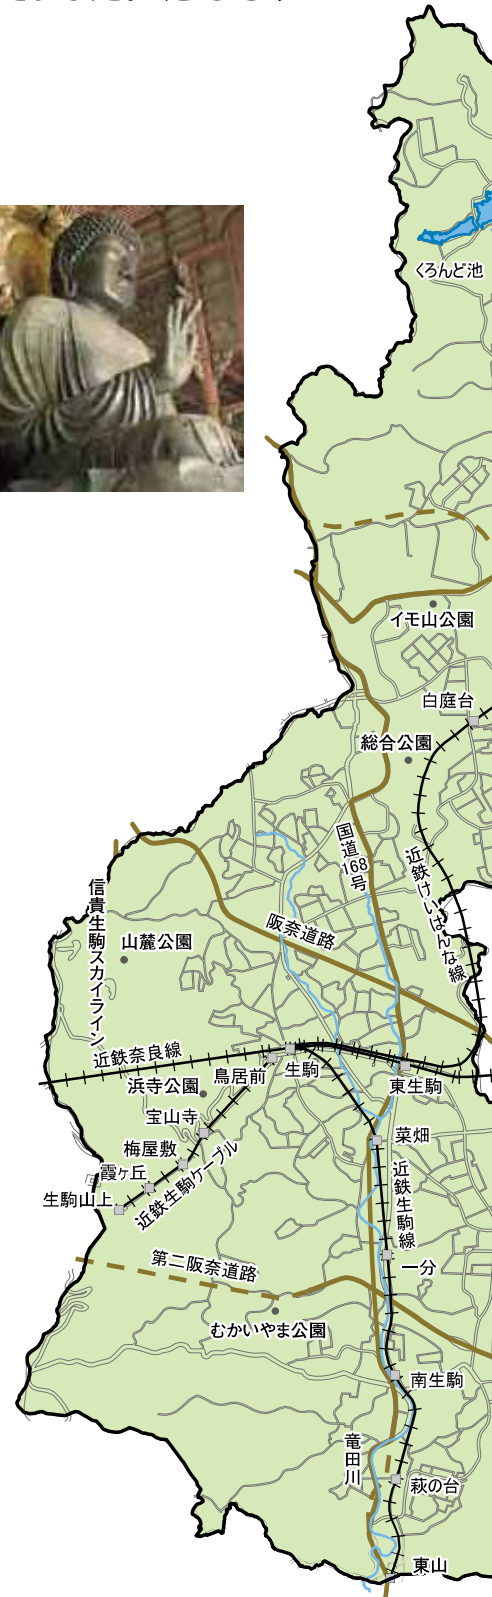 くろんど池
イモ山公園
白庭台
総合公園
国道168号
近鉄けいはんな線
信貴生駒スカイライン
阪奈道路
山麓公園
近鉄奈良線
生駒
鳥居前
東生駒
浜寺公園
宝山寺
菜畑
梅屋敷
近鉄生駒ケーブル
近鉄生駒線
霞ヶ丘
生駒山上
一分
第二阪奈道路
むかいやま公園
南生駒
竜田川
萩の台
東山